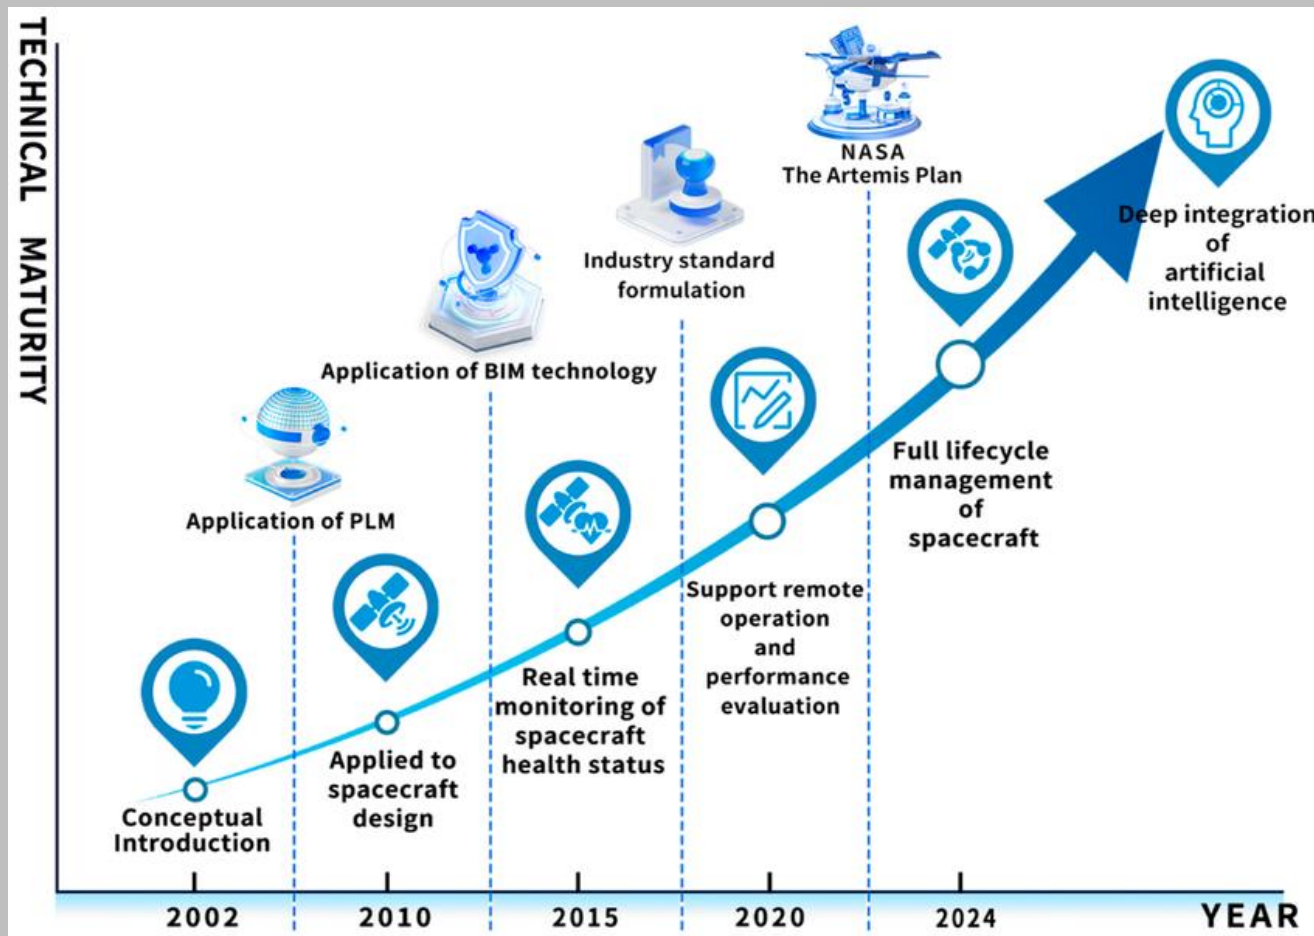 TECHNICAL MATURITY
NASA
The Artemis Plan
Deep integration
of
artificial
intelligence
Industry standard
formulation
Application of BIM technology
Full lifecycle
management
of
spacecraft
Application of PLM
Support remote
operation
and
performance
evaluation
Real time
monitoring of
spacecraft
health status
Applied to
spacecraft
design
Conceptual
Introduction
2002
2010
2015
2020
2024
YEAR